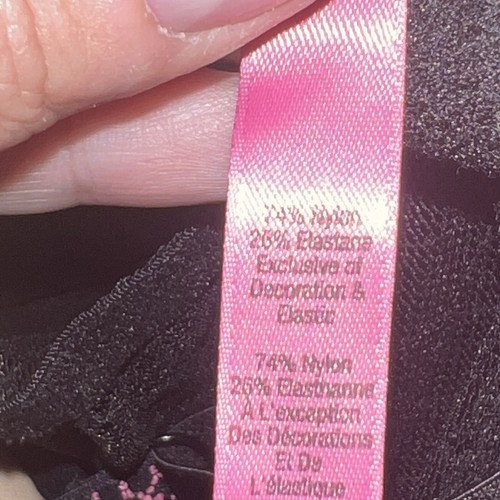 74% Nylon
26% Elastane
Exclusive of
Decoration &
Elastic
74% Nylon
26% Elasthanne
À L'exception
Des Décorations
Et De
L'élastique